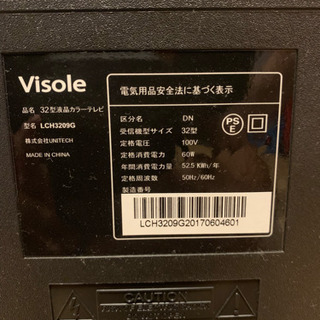 Visole
品名 32型液晶カラーテレビ
型名 LCH3209G
株式会社UNITECH
MADE IN CHINA
電気用品安全法に基づく表示
区分名 DN
受信機型サイズ 32型
定格電圧 100V
定格消費電力 60W
年間消費電力量 52.5 KWh/年
定格周波数 50Hz/60Hz
製造番号
PS
E
LCH3209G20170604601
CAUTION